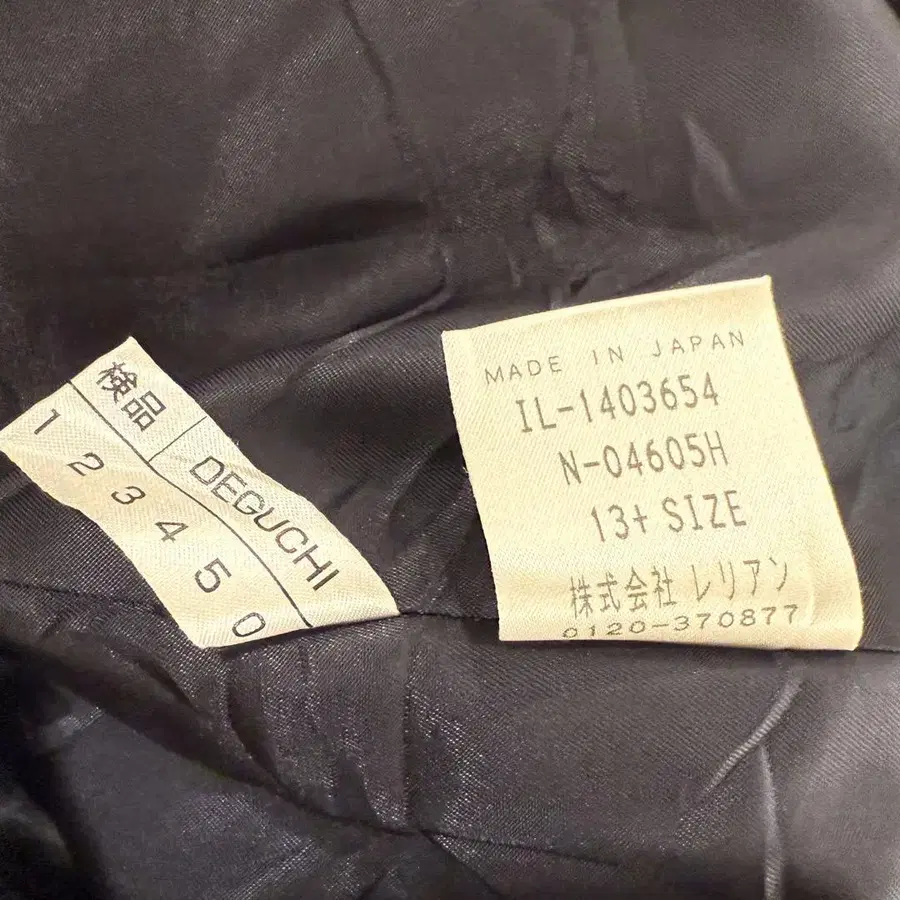 検品 DEGUCHI
1 2 3 4 5 0
MADE IN JAPAN
IL-1403654
N-04605H
13+ SIZE
株式会社 レリアン
0120-370877